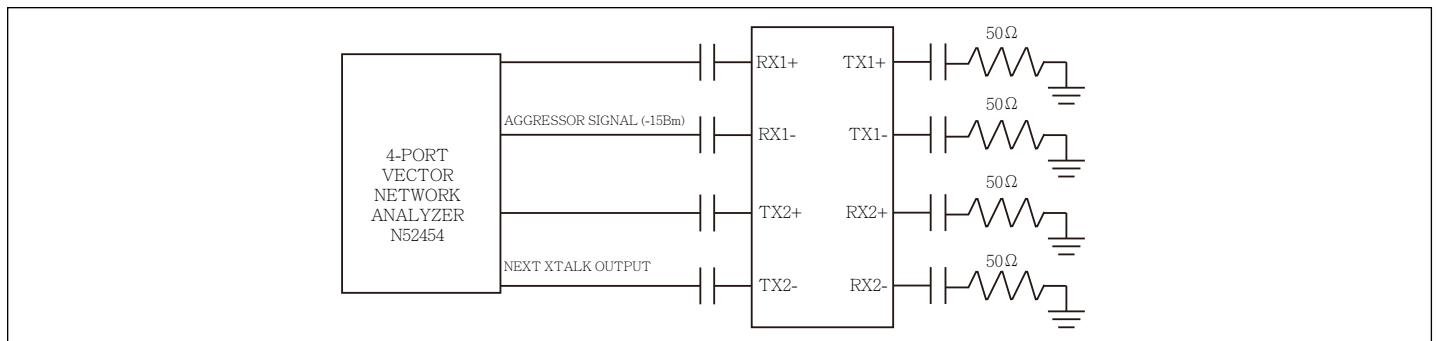 50Ω
RX1+ TX1+
50Ω
AGGRESSOR SIGNAL (-15Bm)
RX1- TX1-
4-PORT
VECTOR
NETWORK
ANALYZER
N52454
50Ω
TX2+ RX2+
50Ω
NEXT XTALK OUTPUT
TX2- RX2-